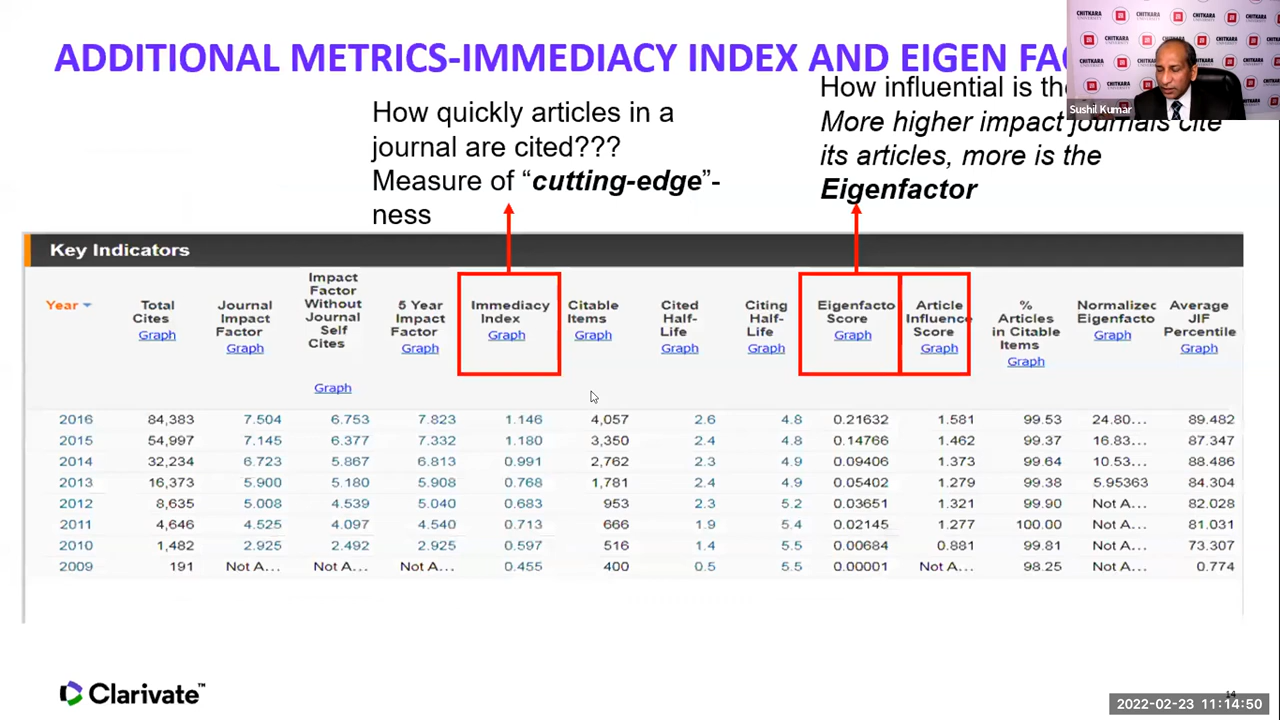 ADDITIONAL METRICS-IMMEDIACY INDEX AND EIGEN
How influential is
How quickly articles in a
journal are cited???
Measure of “cutting-edge”-
ness
More higher impact journals cite
its articles, more is the
Eigenfactor
CHITKARA
UNIVERSITY
Sushil Kumar
Key Indicators
Year Total Cites Graph Journal Impact Factor Graph Impact Factor Without Journal Self Cites Graph 5 Year Impact Factor Graph Immediacy Index Graph Citable Items Graph Cited Half-Life Graph Citing Half-Life Graph Eigenfacto Score Graph Article Influence Score Graph % Articles in Citable Items Graph Normalized Eigenfacto Graph Average JIF Percentile Graph
2016 84,383 7.504 6.753 7.823 1.146 4,057 2.6 4.8 0.21632 1.581 99.53 24.80... 89.482
2015 54,997 7.145 6.377 7.332 1.180 3,350 2.4 4.8 0.14766 1.462 99.37 16.83... 87.347
2014 32,234 6.723 5.867 6.813 0.991 2,762 2.3 4.9 0.09406 1.373 99.64 10.53... 88.486
2013 16,373 5.900 5.180 5.908 0.768 1,781 2.4 4.9 0.05402 1.279 99.38 5.95363 84.304
2012 8,635 5.008 4.539 5.040 0.683 953 2.3 5.2 0.03651 1.321 99.90 Not A... 82.028
2011 4,646 4.525 4.097 4.540 0.713 666 1.9 5.4 0.02145 1.277 100.00 Not A... 81.031
2010 1,482 2.925 2.492 2.925 0.597 516 1.4 5.5 0.00684 0.881 99.81 Not A... 73.307
2009 191 Not A... Not A... Not A... 0.455 400 0.5 5.5 0.00001 Not A... 98.25 Not A... 0.774
Clarivate™
14
2022-02-23 11:14:50